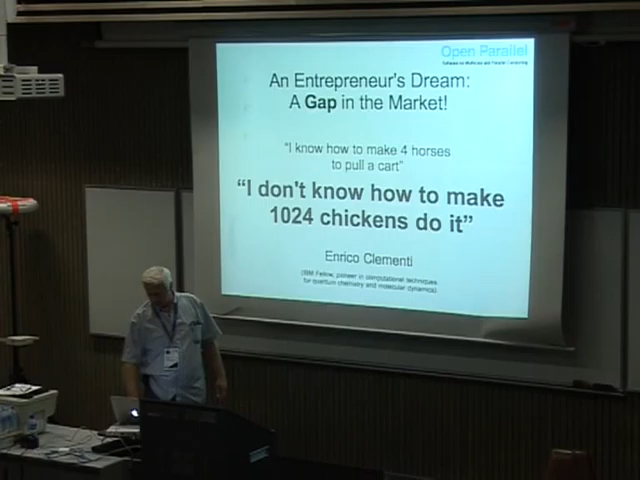 Open Parallel
Software for Multicore and Parallel Computing
An Entrepreneur's Dream:
A Gap in the Market!
"I know how to make 4 horses
to pull a cart"
"I don't know how to make
1024 chickens do it"
Enrico Clementi
(IBM Fellow, pioneer in computational techniques
for quantum chemistry and molecular dynamics)